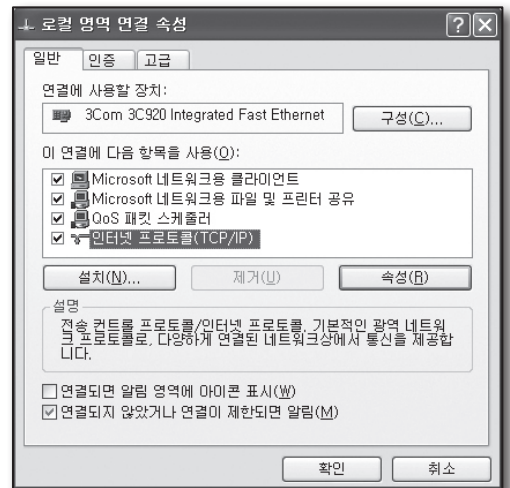 로컬 영역 연결 속성
일반 인증 고급
연결에 사용할 장치:
3Com 3C920 Integrated Fast Ethernet
구성(C)...
이 연결에 다음 항목을 사용(O):
Microsoft 네트워크용 클라이언트
Microsoft 네트워크용 파일 및 프린터 공유
QoS 패킷 스케줄러
인터넷 프로토콜(TCP/IP)
설치(N)... 제거(U) 속성(R)
설명
전송 컨트롤 프로토콜/인터넷 프로토콜. 기본적인 광역 네트워
크 프로토콜로, 다양하게 연결된 네트워크상에서 통신을 제공합
니다.
연결되면 알림 영역에 아이콘 표시(W)
연결되지 않았거나 연결이 제한되면 알림(M)
확인 취소